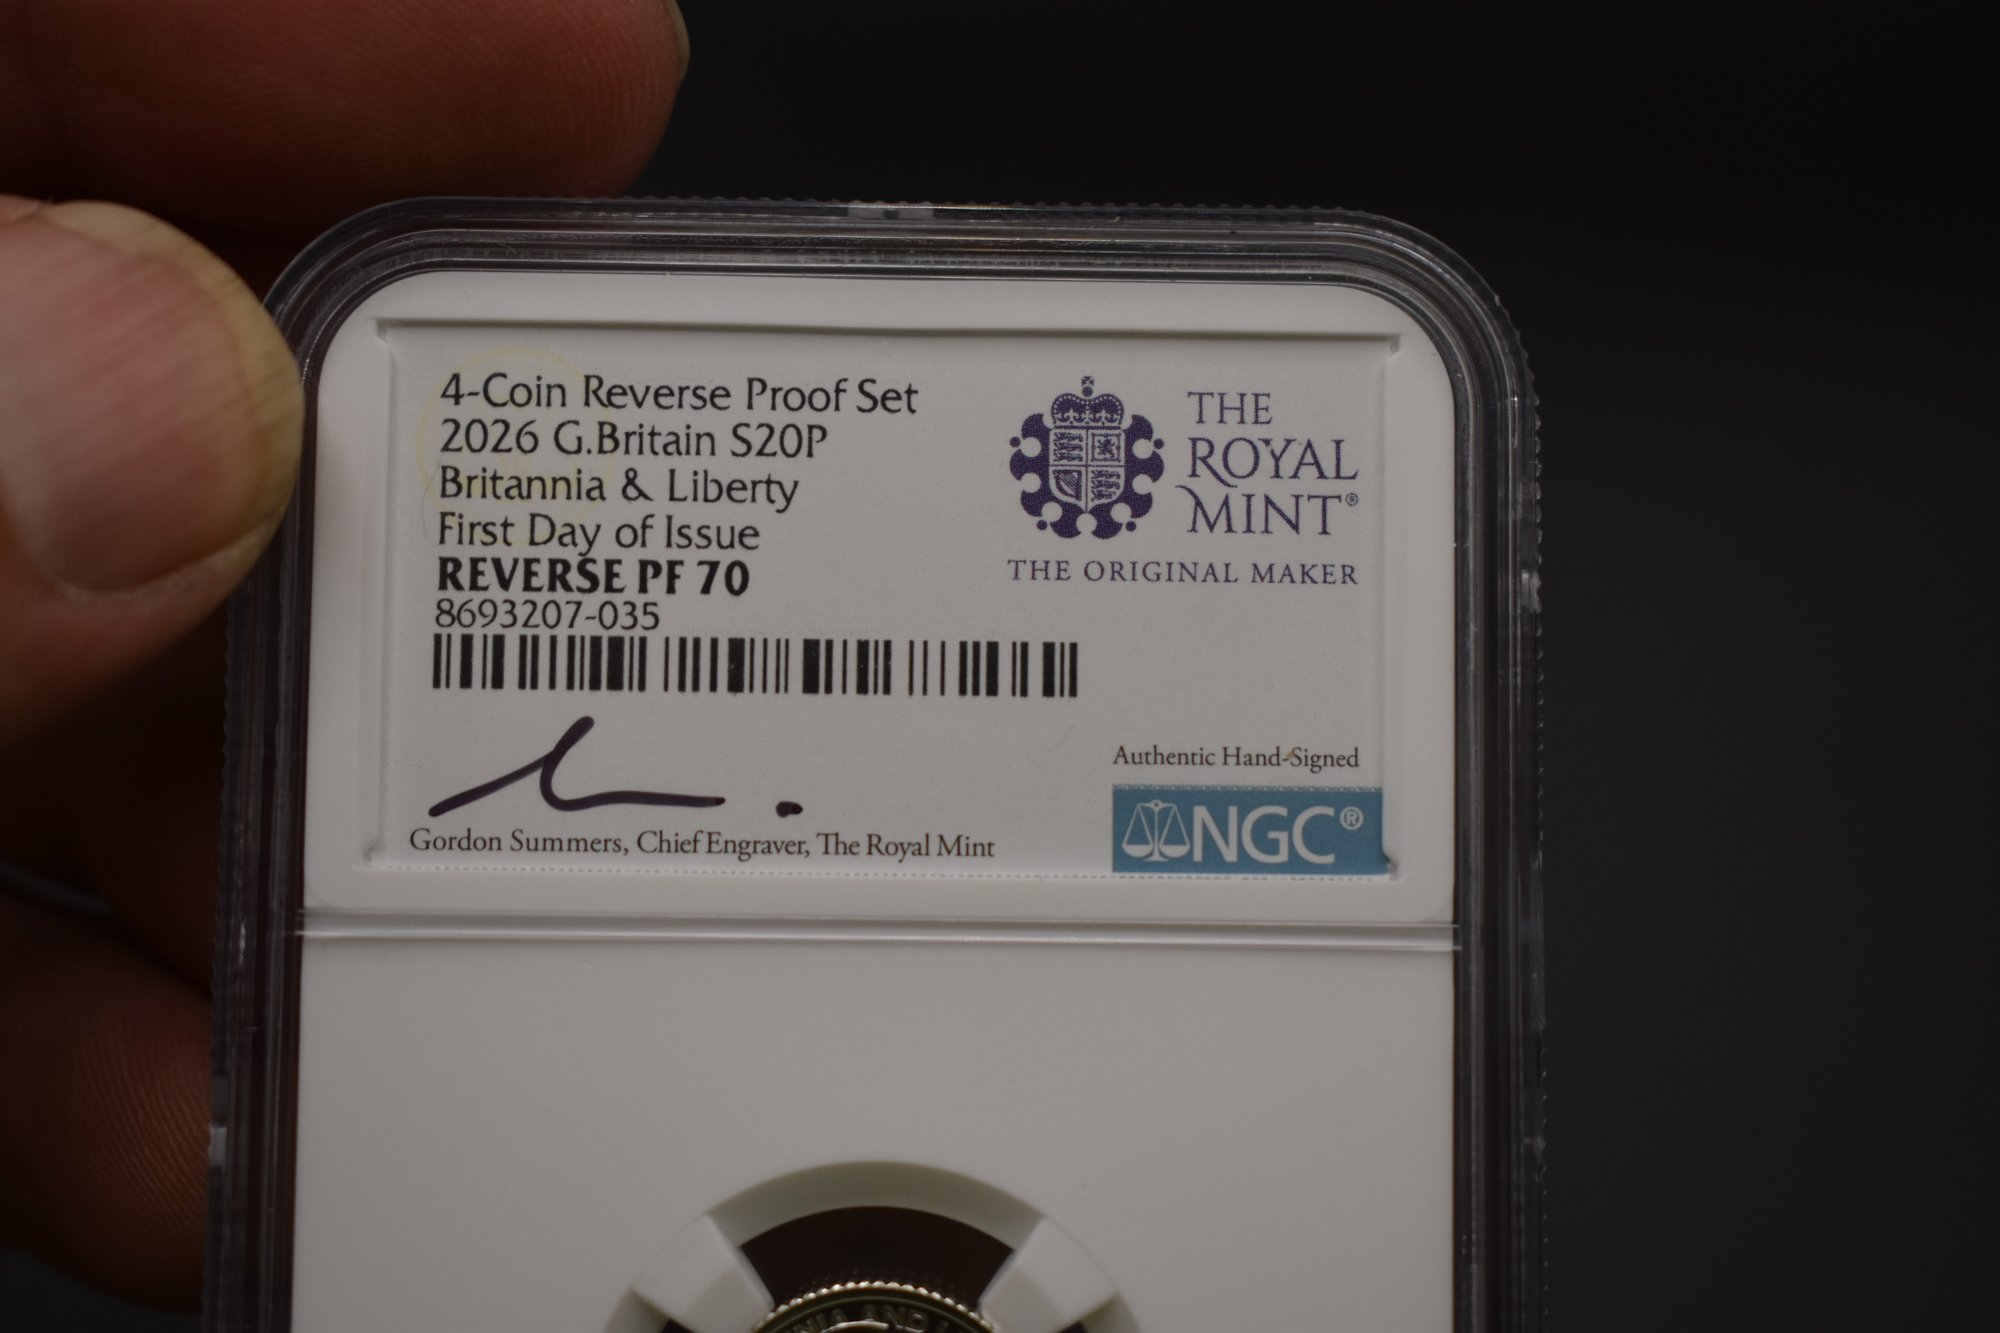 4-Coin Reverse Proof Set
2026 G.Britain S20P
Britannia & Liberty
First Day of Issue
REVERSE PF 70
8693207-035
THE
ROYAL
MINT®
THE ORIGINAL MAKER
Authentic Hand-Signed
Gordon Summers, Chief Engraver, The Royal Mint
NGC®
AND